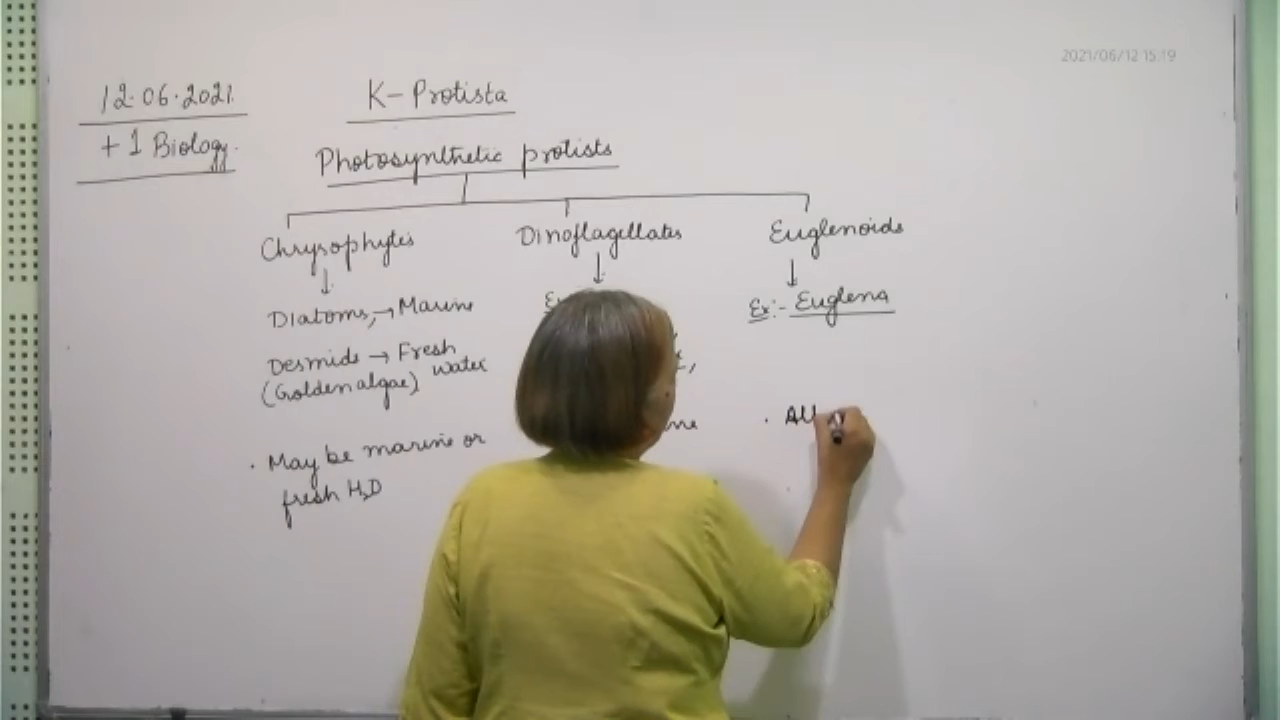 2021/06/12 15:19
12.06.2021.
+1 Biology.
K- Protista
Photosynthetic protists
Chrysophytes
Diatoms, → Marine
Desmids → Fresh water
(Golden algae)
. May be marine or
fresh H2O
Dinoflagellates
Euglenoids
Ex:- Euglena
. All